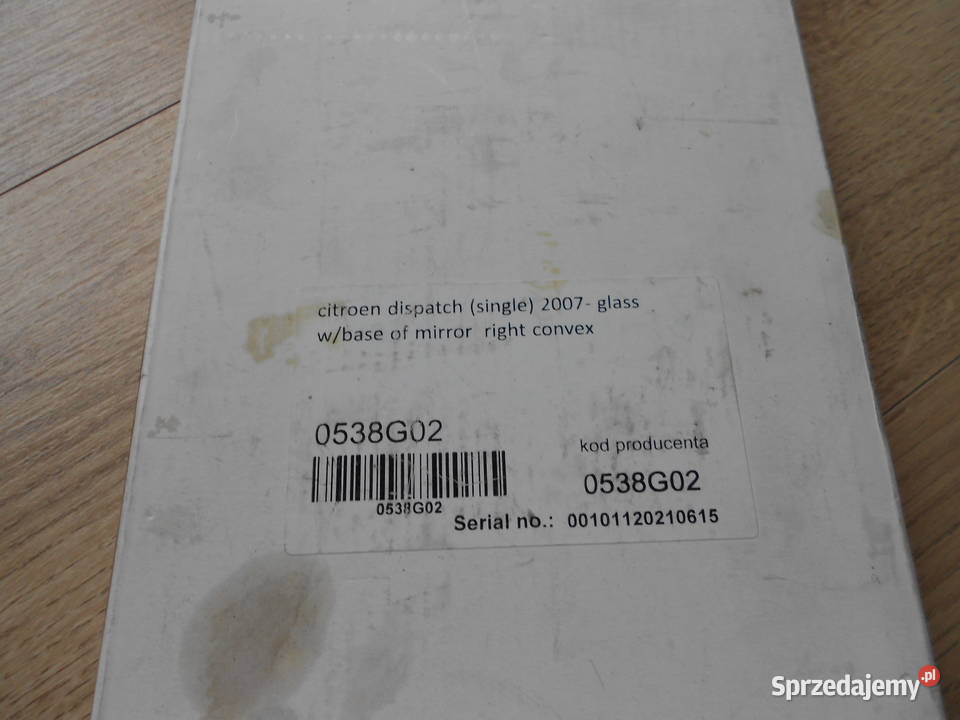 citroen dispatch (single) 2007- glass
w/base of mirror right convex
0538G02
kod producenta
0538G02
0538G02
Serial no.: 00101120210615
Sprzedajemy.pl